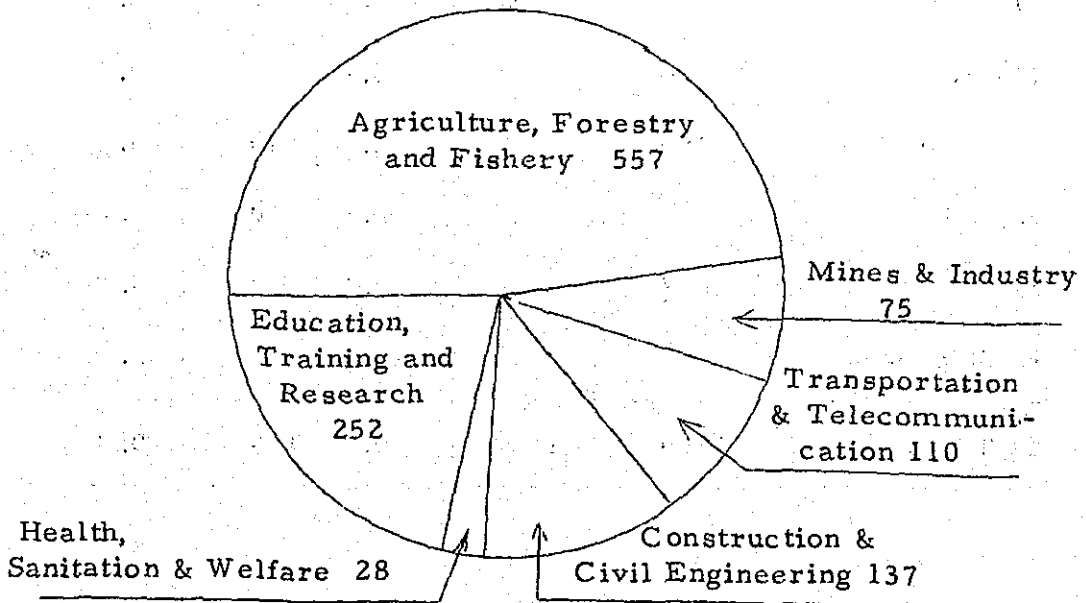 Agriculture, Forestry
and Fishery 557
Mines & Industry
75
Transportation
& Telecommuni-
cation 110
Construction &
Civil Engineering 137
Health,
Sanitation & Welfare 28
Education,
Training and
Research
252